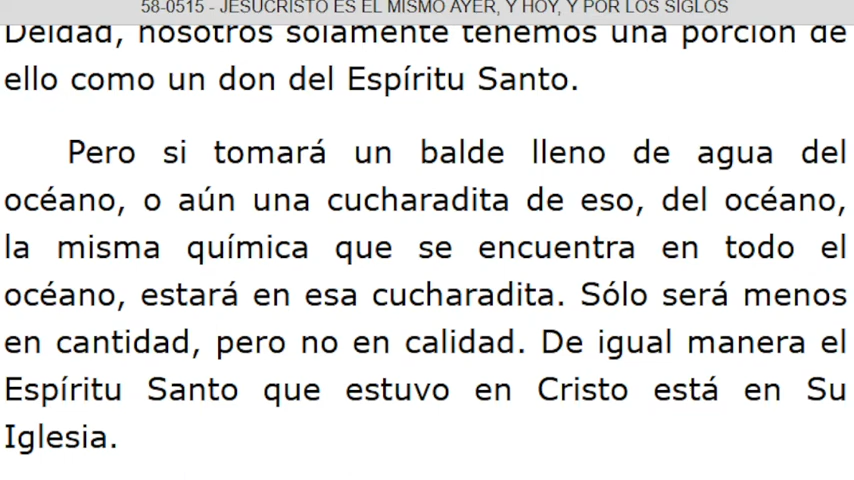 58-0515 - JESUCRISTO ES EL MISMO AYER, Y HOY, Y POR LOS SIGLOS
Deidad, nosotros solamente tenemos una porción de
ello como un don del Espíritu Santo.
Pero si tomará un balde lleno de agua del
océano, o aún una cucharadita de eso, del océano,
la misma química que se encuentra en todo el
océano, estará en esa cucharadita. Sólo será menos
en cantidad, pero no en calidad. De igual manera el
Espíritu Santo que estuvo en Cristo está en Su
Iglesia.